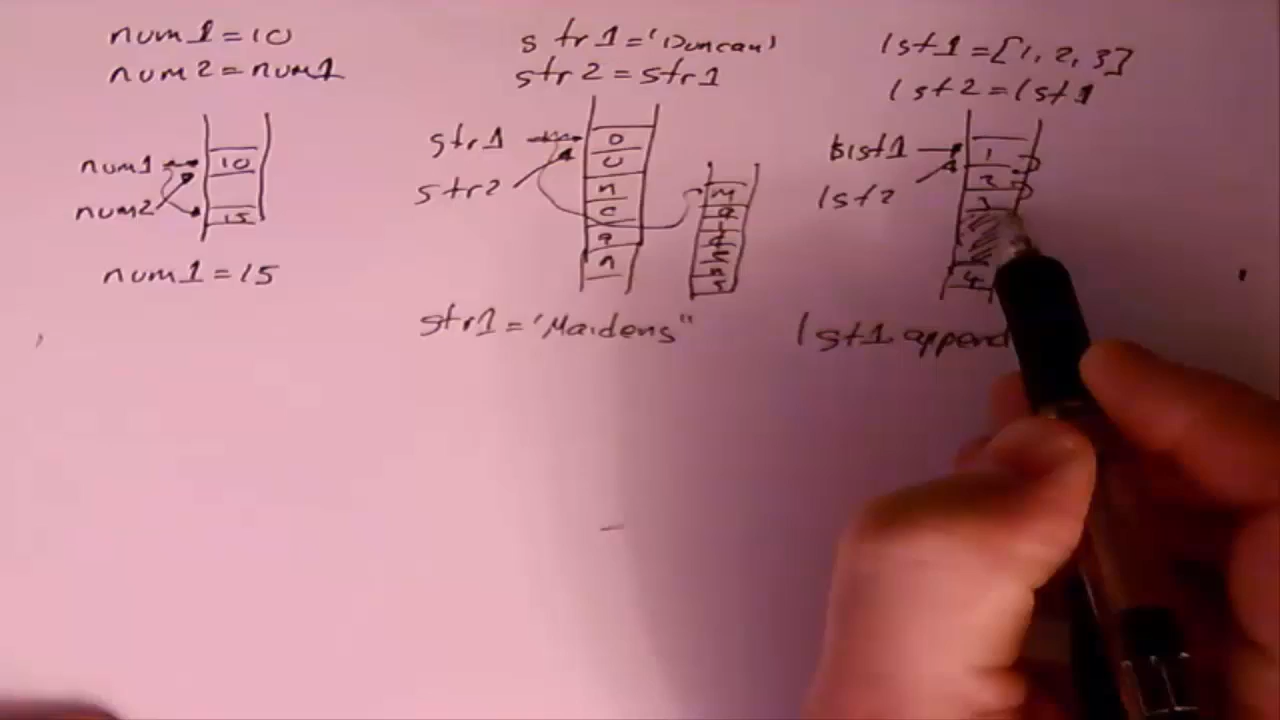 num1=10
num2=num1
num1
num2
10
15
num1=15
str1='Duncan'
str2=str1
str1
str2
D
U
n
c
a
n
M
a
i
d
e
n
s
str1='Maidens"
lst1=[1, 2, 3]
lst2=lst1
list1
lst2
1
2
3
4
lst1 append